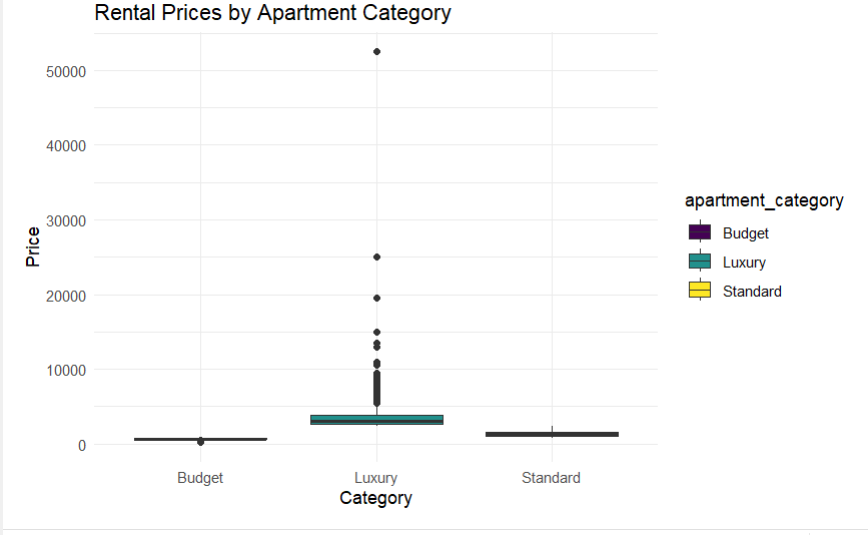 Rental Prices by Apartment Category
50000
40000
30000
20000
10000
0
Price
Budget
Luxury
Standard
Category
apartment_category
Budget
Luxury
Standard